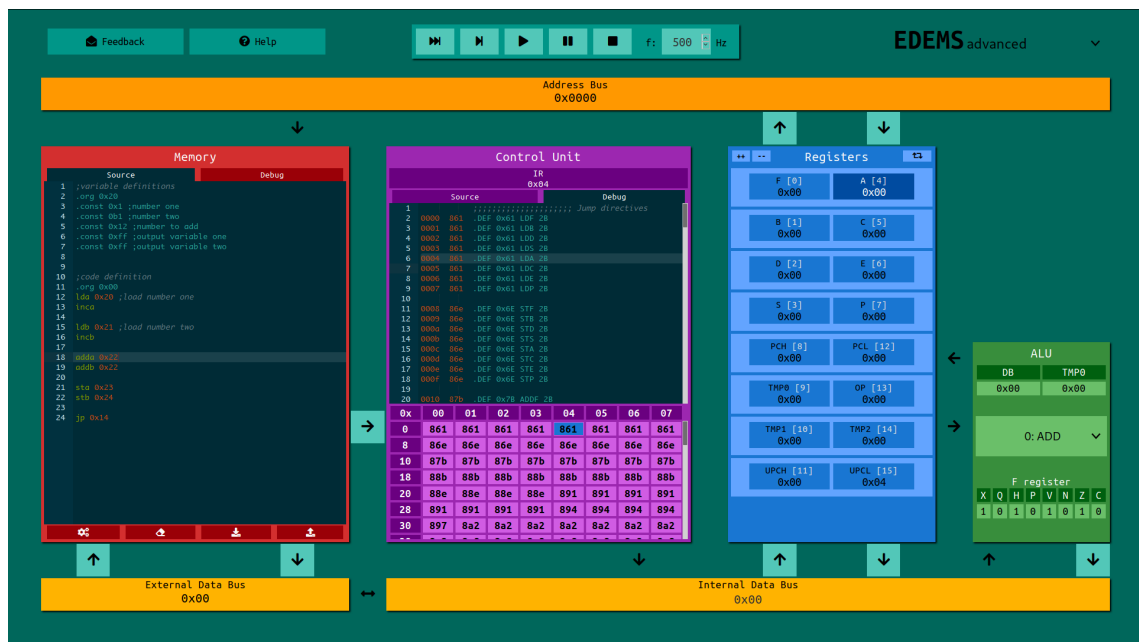 Feedback
Help
f: 500 Hz
EDEMS advanced
Address Bus
0x0000
Memory
Source Debug
1 ;variable definitions
2 .org 0x20
3 .const 0x1 ;number one
4 .const 0b1 ;number two
5 .const 0x12 ;number to add
6 .const 0xff ;output variable one
7 .const 0xff ;output variable two
8
9
10 ;code definition
11 .org 0x00
12 lda 0x20 ;load number one
13 inca
14
15 ldb 0x21 ;load number two
16 incb
17
18 adda 0x22
19 addb 0x22
20
21 sta 0x23
22 stb 0x24
23
24 jp 0x14
Control Unit
IR
0x04
Source Debug
1 ;;;;;;;;;;;;;;;;;;;;; Jump directives
2 0000 861 .DEF 0x61 LDF 2B
3 0001 861 .DEF 0x61 LDB 2B
4 0002 861 .DEF 0x61 LDD 2B
5 0003 861 .DEF 0x61 LDS 2B
6 0004 861 .DEF 0x61 LDA 2B
7 0005 861 .DEF 0x61 LDC 2B
8 0006 861 .DEF 0x61 LDE 2B
9 0007 861 .DEF 0x61 LDP 2B
10
11 0008 86e .DEF 0x6E STF 2B
12 0009 86e .DEF 0x6E STB 2B
13 000a 86e .DEF 0x6E STD 2B
14 000b 86e .DEF 0x6E STS 2B
15 000c 86e .DEF 0x6E STA 2B
16 000d 86e .DEF 0x6E STC 2B
17 000e 86e .DEF 0x6E STE 2B
18 000f 86e .DEF 0x6E STP 2B
19
20 0010 87b .DEF 0x7B ADDF 2B
0x 00 01 02 03 04 05 06 07
0 861 861 861 861 861 861 861 861
8 86e 86e 86e 86e 86e 86e 86e 86e
10 87b 87b 87b 87b 87b 87b 87b 87b
18 88b 88b 88b 88b 88b 88b 88b 88b
20 88e 88e 88e 88e 891 891 891 891
28 891 891 891 891 894 894 894 894
30 897 8a2 8a2 8a2 8a2 8a2 8a2 8a2
++ -- Registers
F [0] A [4]
0x00 0x00
B [1] C [5]
0x00 0x00
D [2] E [6]
0x00 0x00
S [3] P [7]
0x00 0x00
PCH [8] PCL [12]
0x00 0x00
TMP0 [9] OP [13]
0x00 0x00
TMP1 [10] TMP2 [14]
0x00 0x00
UPCH [11] UPCL [15]
0x00 0x04
ALU
DB TMP0
0x00 0x00
0: ADD
F register
X Q H P V N Z C
1 0 1 0 1 0 1 0
External Data Bus
0x00
Internal Data Bus
0x00